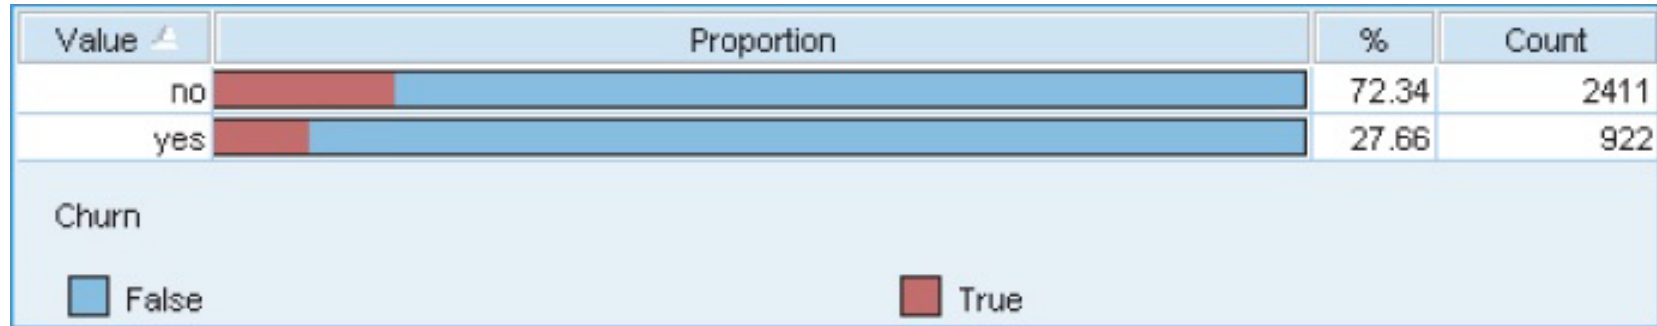 Value Proportion % Count
no 72.34 2411
yes 27.66 922
Churn
False True